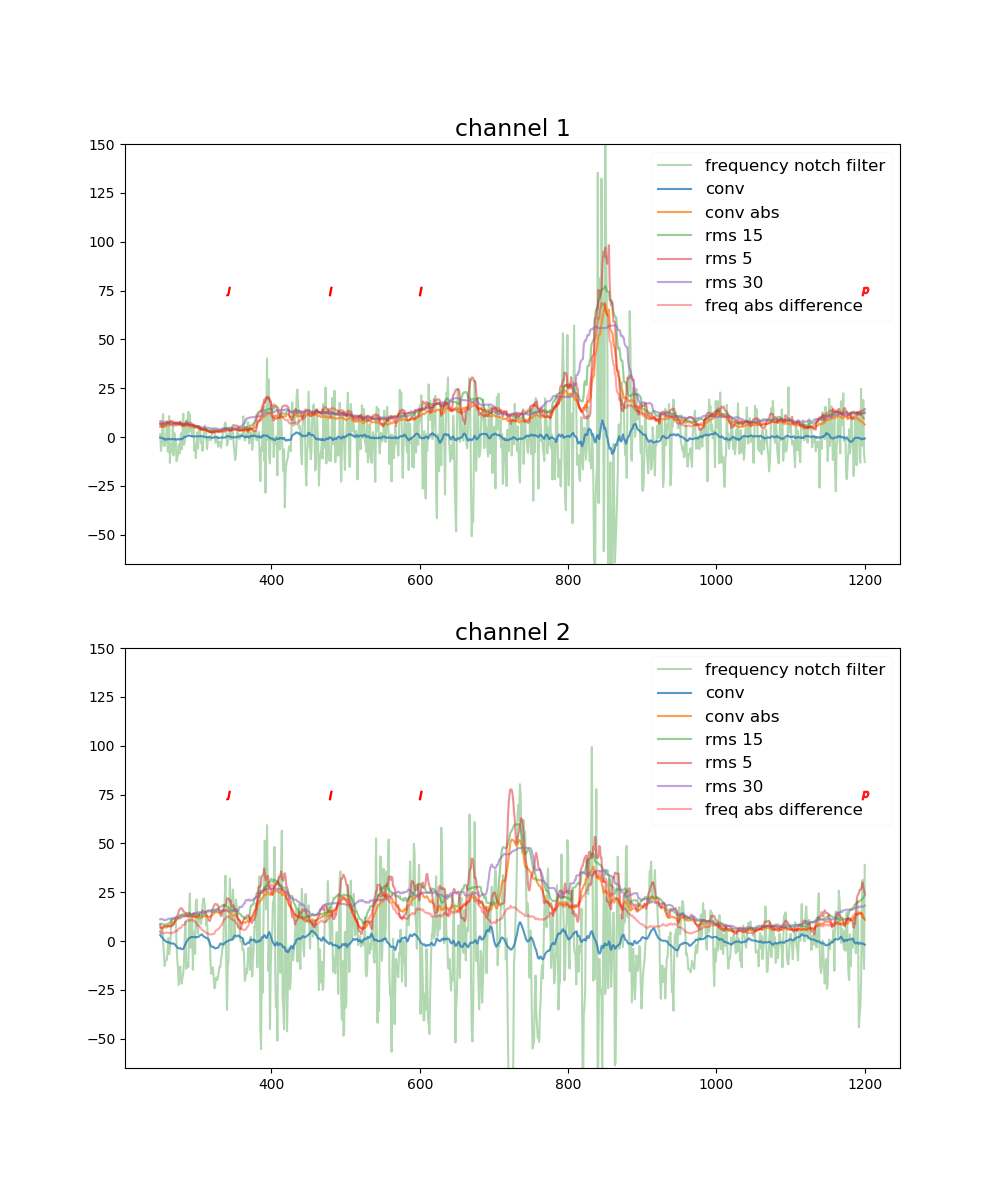 channel 1
150
125
100
75
50
25
0
−25
−50
400 600 800 1000 1200
frequency notch filter
conv
conv abs
rms 15
rms 5
rms 30
freq abs difference
J I I p
channel 2
150
125
100
75
50
25
0
−25
−50
400 600 800 1000 1200
frequency notch filter
conv
conv abs
rms 15
rms 5
rms 30
freq abs difference
J I I p